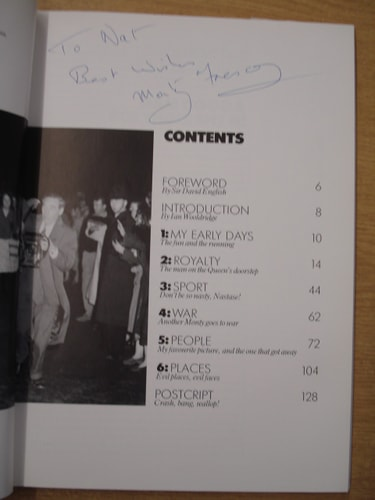 To Nat
Best Wishes
Monty Fresco
CONTENTS
FOREWORD 6
By Sir David English
INTRODUCTION 8
By Ian Wooldridge
1: MY EARLY DAYS 10
The fun and the running
2: ROYALTY 14
The man on the Queen's doorstep
3: SPORT 44
Don't be so nasty, Nastase!
4: WAR 62
Another Monty goes to war
5: PEOPLE 72
My favourite picture, and the one that got away
6: PLACES 104
Evil places, evil faces
POSTCRIPT 128
Crash, bang, wallop!